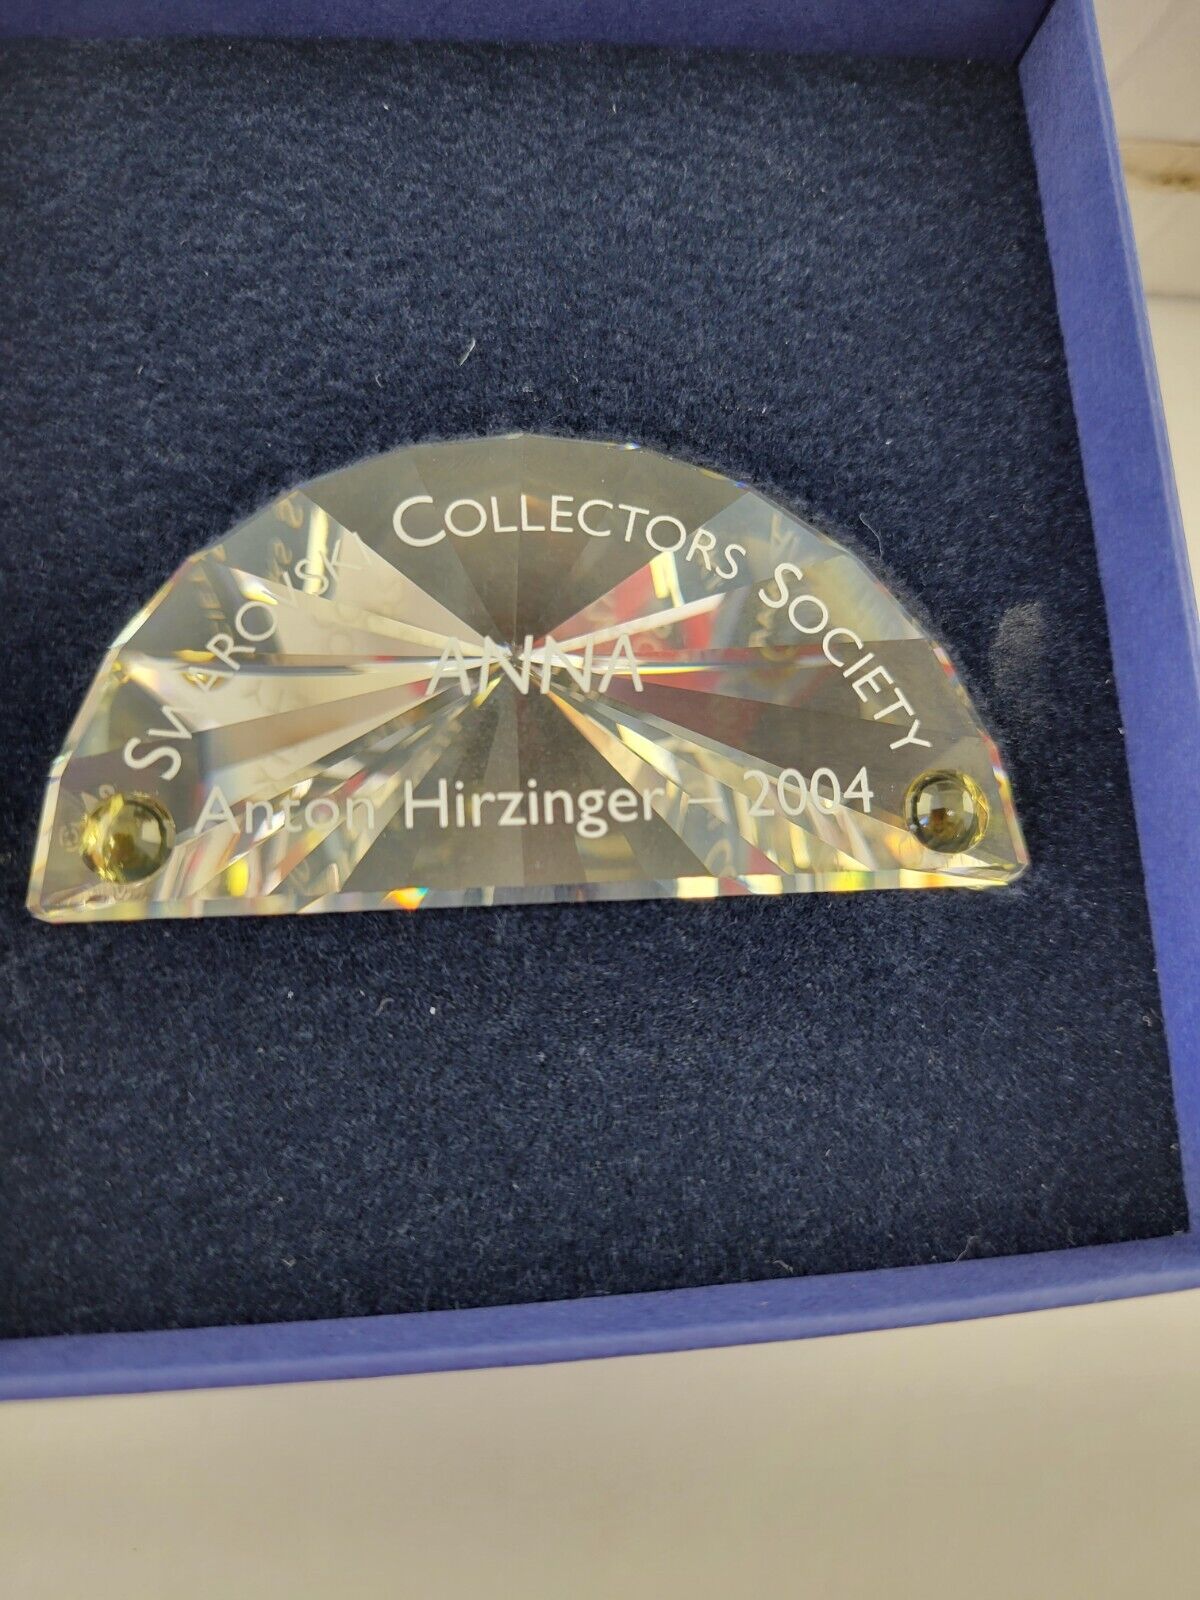 SWAROVSKI COLLECTORS SOCIETY
ANNA
Anton Hirzinger – 2004